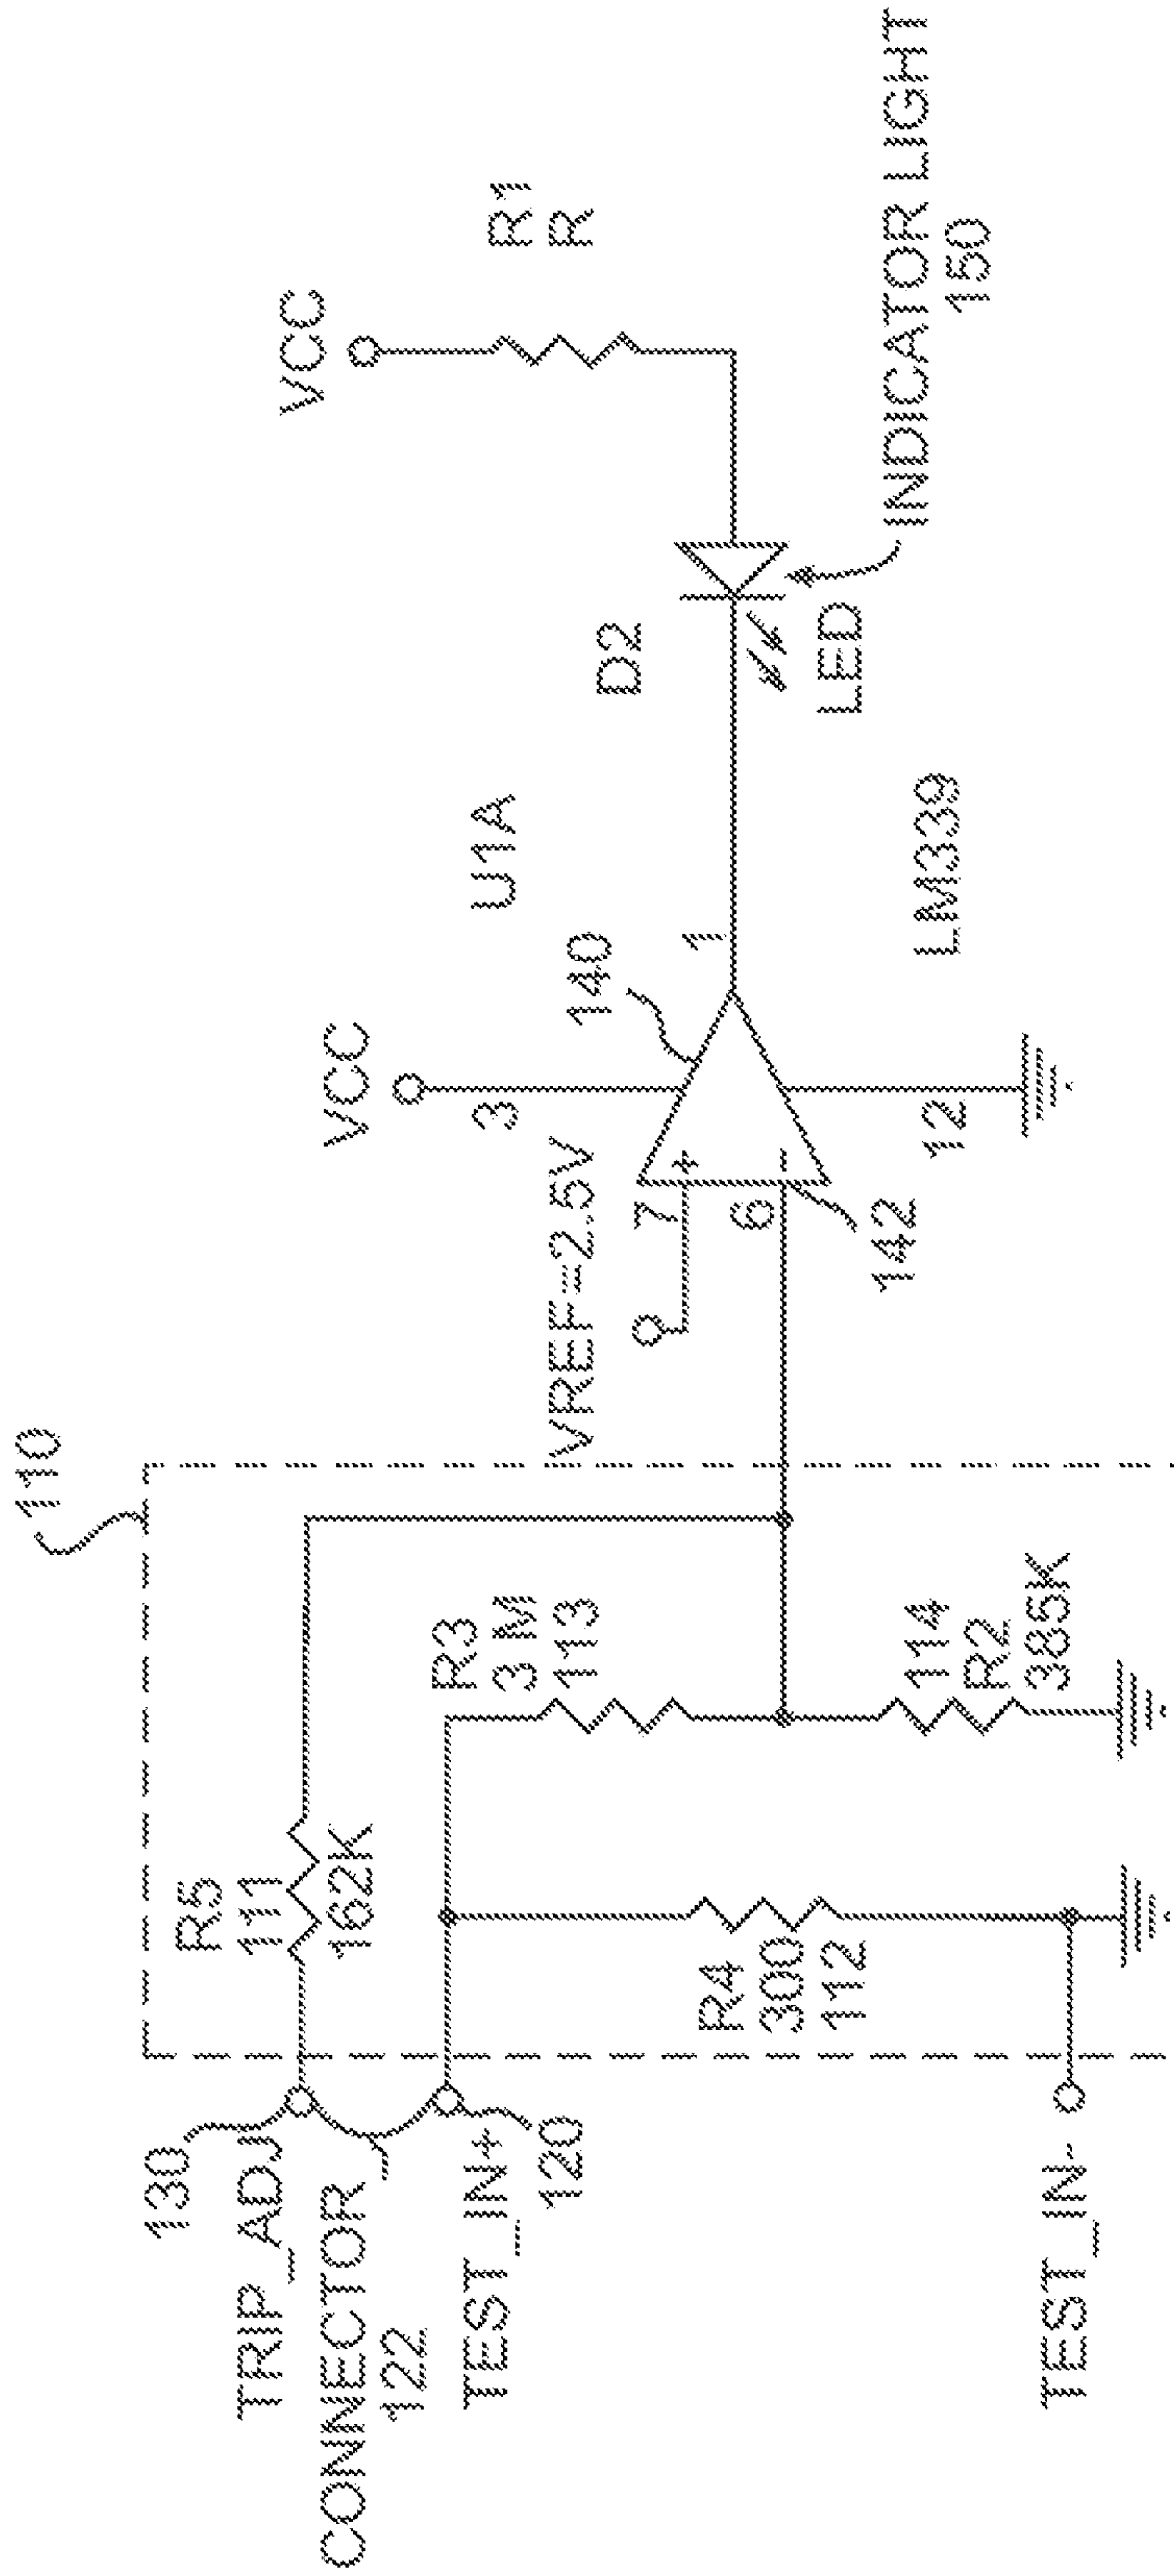 110
130
TRIP_ADJ
CONNECTOR
122
TEST_IN+
120
TEST_IN-
R5
111
162K
R4
300
112
R3
3 M
113
114
R2
385K
VREF=2.5V
7
+
6
-
142
VCC
3
12
140
U1A
1
LM339
D2
LED
VCC
R1
R
INDICATOR LIGHT
150